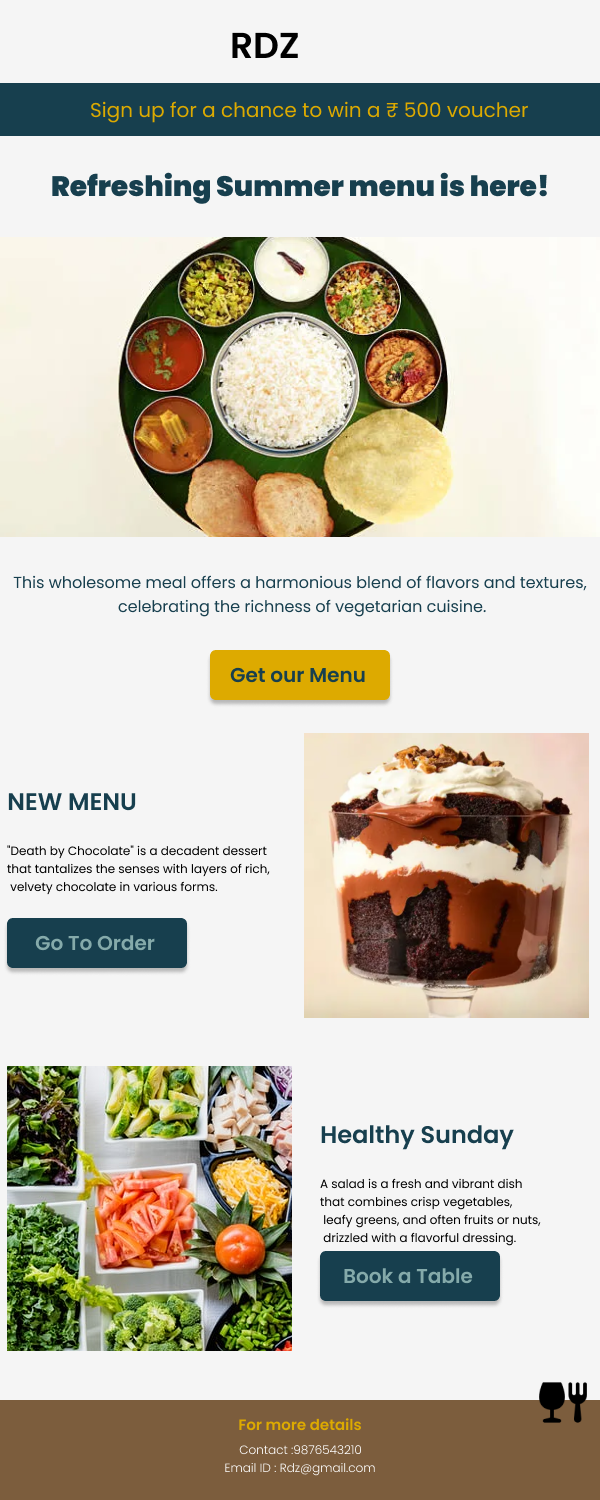 RDZ
Sign up for a chance to win a ₹ 500 voucher
Refreshing Summer menu is here!
This wholesome meal offers a harmonious blend of flavors and textures,
celebrating the richness of vegetarian cuisine.
Get our Menu
NEW MENU
"Death by Chocolate" is a decadent dessert
that tantalizes the senses with layers of rich,
velvety chocolate in various forms.
Go To Order
Healthy Sunday
A salad is a fresh and vibrant dish
that combines crisp vegetables,
leafy greens, and often fruits or nuts,
drizzled with a flavorful dressing.
Book a Table
For more details
Contact :9876543210
Email ID : Rdz@gmail.com